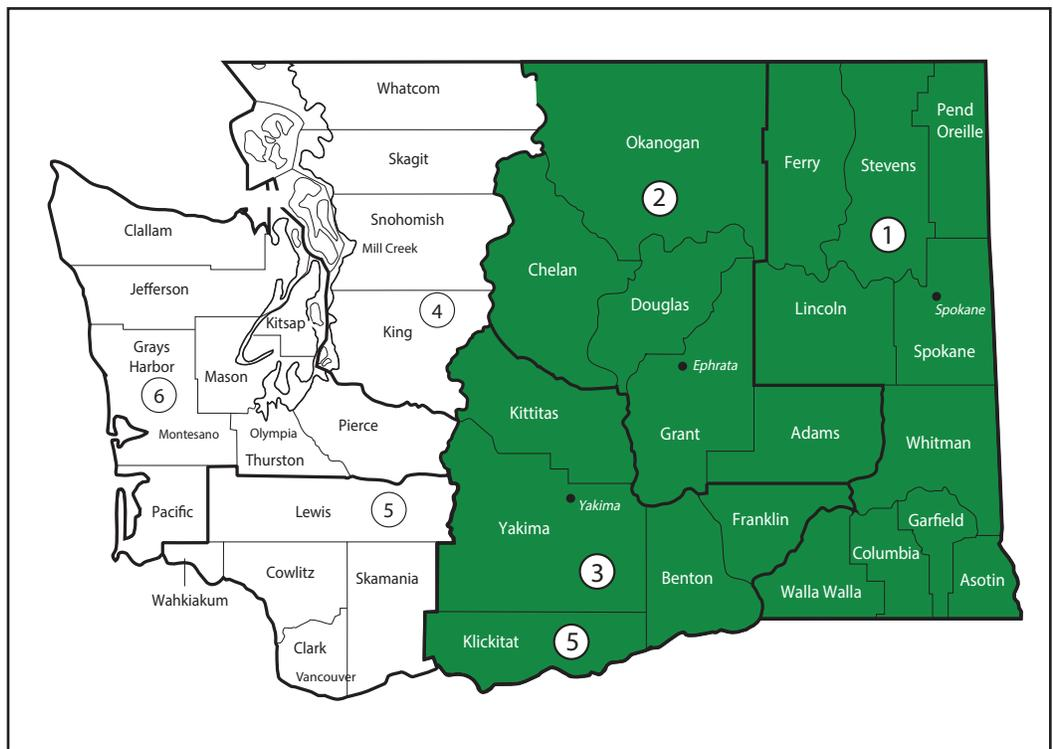 Whatcom
Skagit
Snohomish
Mill Creek
4
King
Clallam
Jefferson
Kitsap
Grays
Harbor
6
Mason
Montesano
Olympia
Thurston
Pierce
Pacific
Lewis
5
Wahkiakum
Cowlitz
Skamania
Clark
Vancouver
Okanogan
2
Chelan
Douglas
Ephrata
Grant
Ferry
Stevens
Pend
Oreille
1
Lincoln
Spokane
Spokane
Adams
Whitman
Kittitas
Yakima
Yakima
3
Klickitat
5
Benton
Franklin
Walla Walla
Columbia
Garfield
Asotin